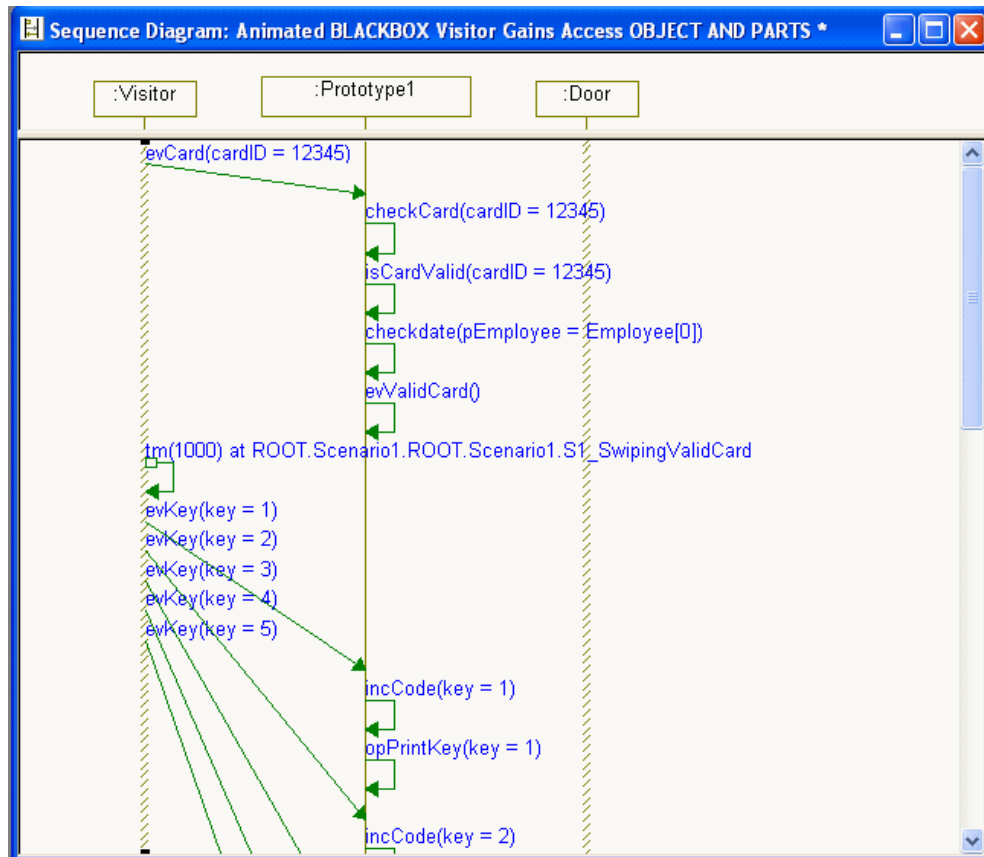 Sequence Diagram: Animated BLACKBOX Visitor Gains Access OBJECT AND PARTS *
:Visitor
:Prototype1
:Door
evCard(cardID = 12345)
checkCard(cardID = 12345)
isCardValid(cardID = 12345)
checkdate(pEmployee = Employee[0])
evValidCard()
tm(1000) at ROOT.Scenario1.ROOT.Scenario1.S1_SwipingValidCard
evKey(key = 1)
evKey(key = 2)
evKey(key = 3)
evKey(key = 4)
evKey(key = 5)
incCode(key = 1)
opPrintKey(key = 1)
incCode(key = 2)